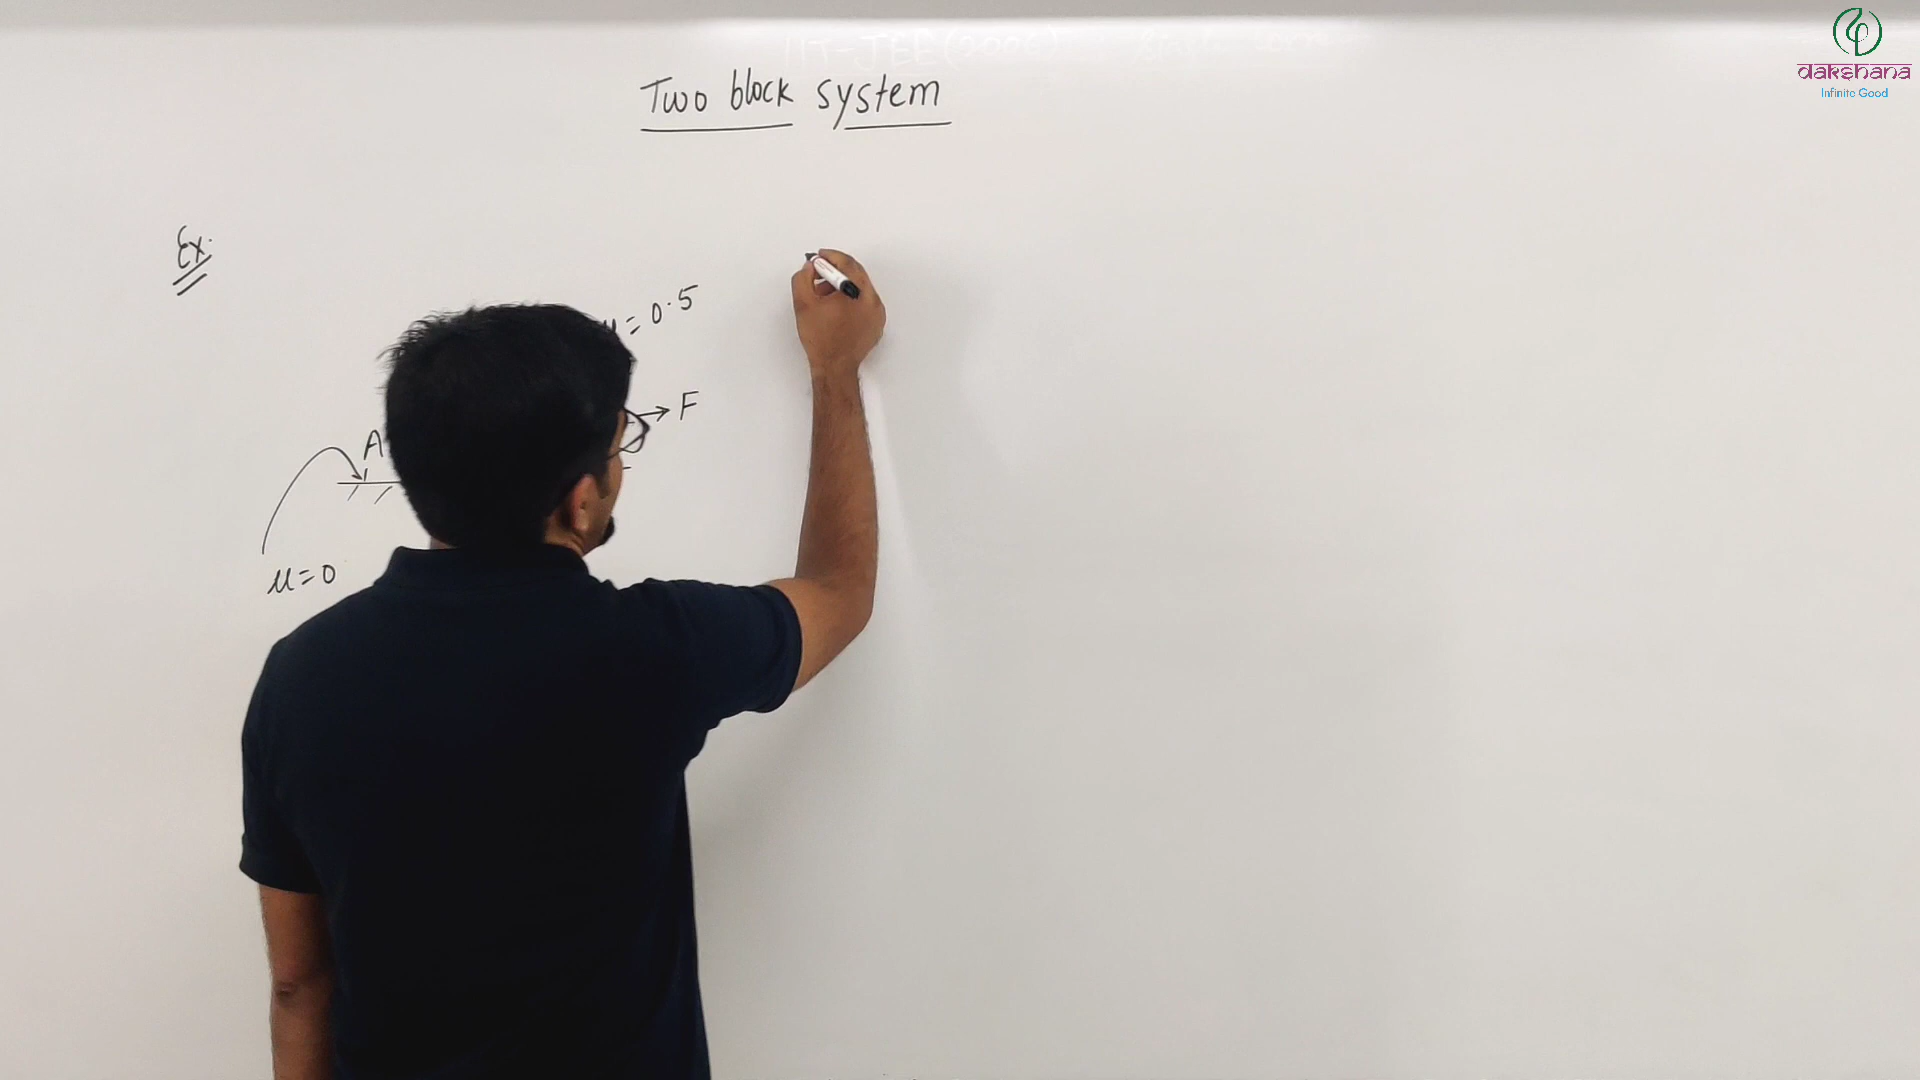 Two block system
Ex.
μ = 0.5
F
A
μ = 0
dakshana
Infinite Good